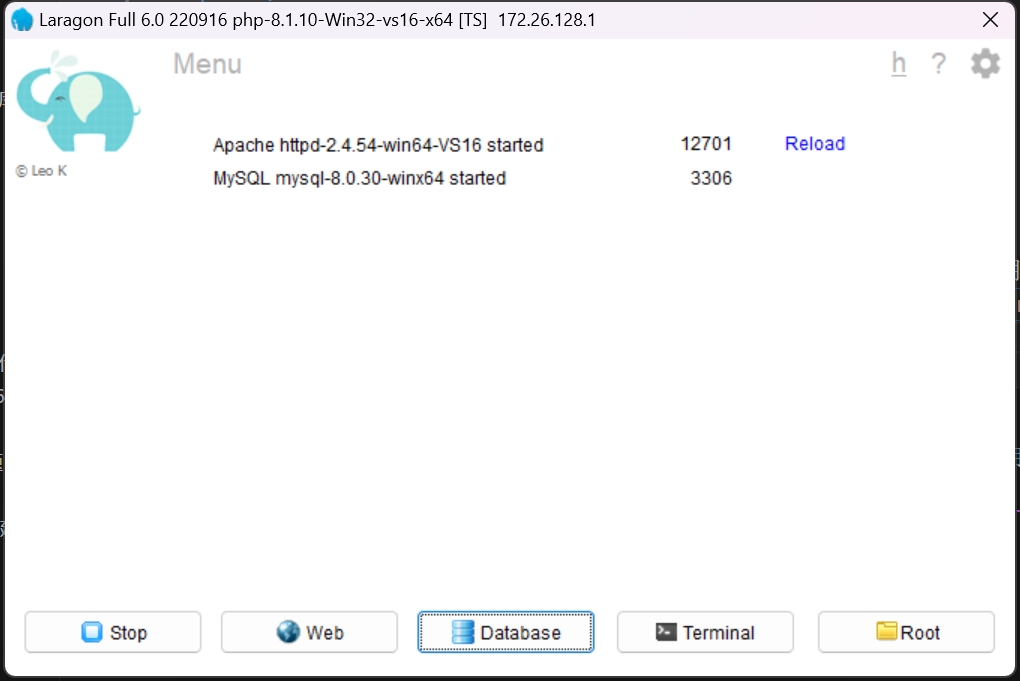 Laragon Full 6.0 220916 php-8.1.10-Win32-vs16-x64 [TS]  172.26.128.1
Menu
h ?
© Leo K
Apache httpd-2.4.54-win64-VS16 started 12701 Reload
MySQL mysql-8.0.30-winx64 started 3306
Stop Web Database Terminal Root